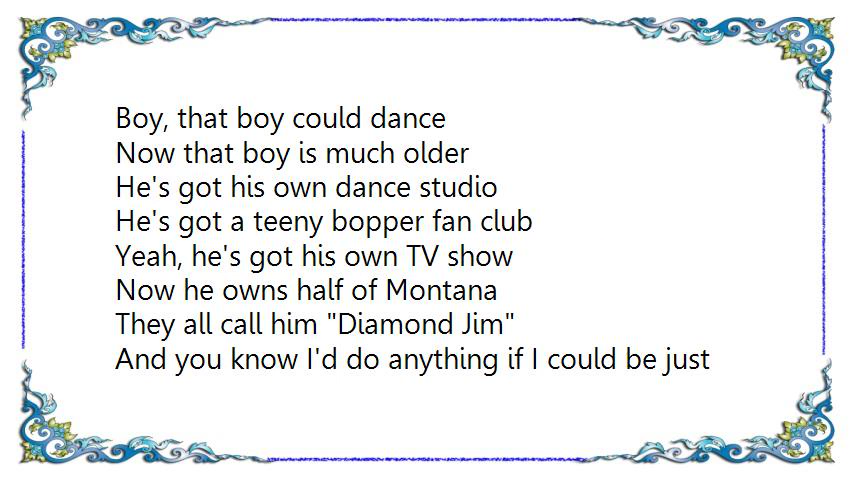 Boy, that boy could dance
Now that boy is much older
He's got his own dance studio
He's got a teeny bopper fan club
Yeah, he's got his own TV show
Now he owns half of Montana
They all call him "Diamond Jim"
And you know I'd do anything if I could be just